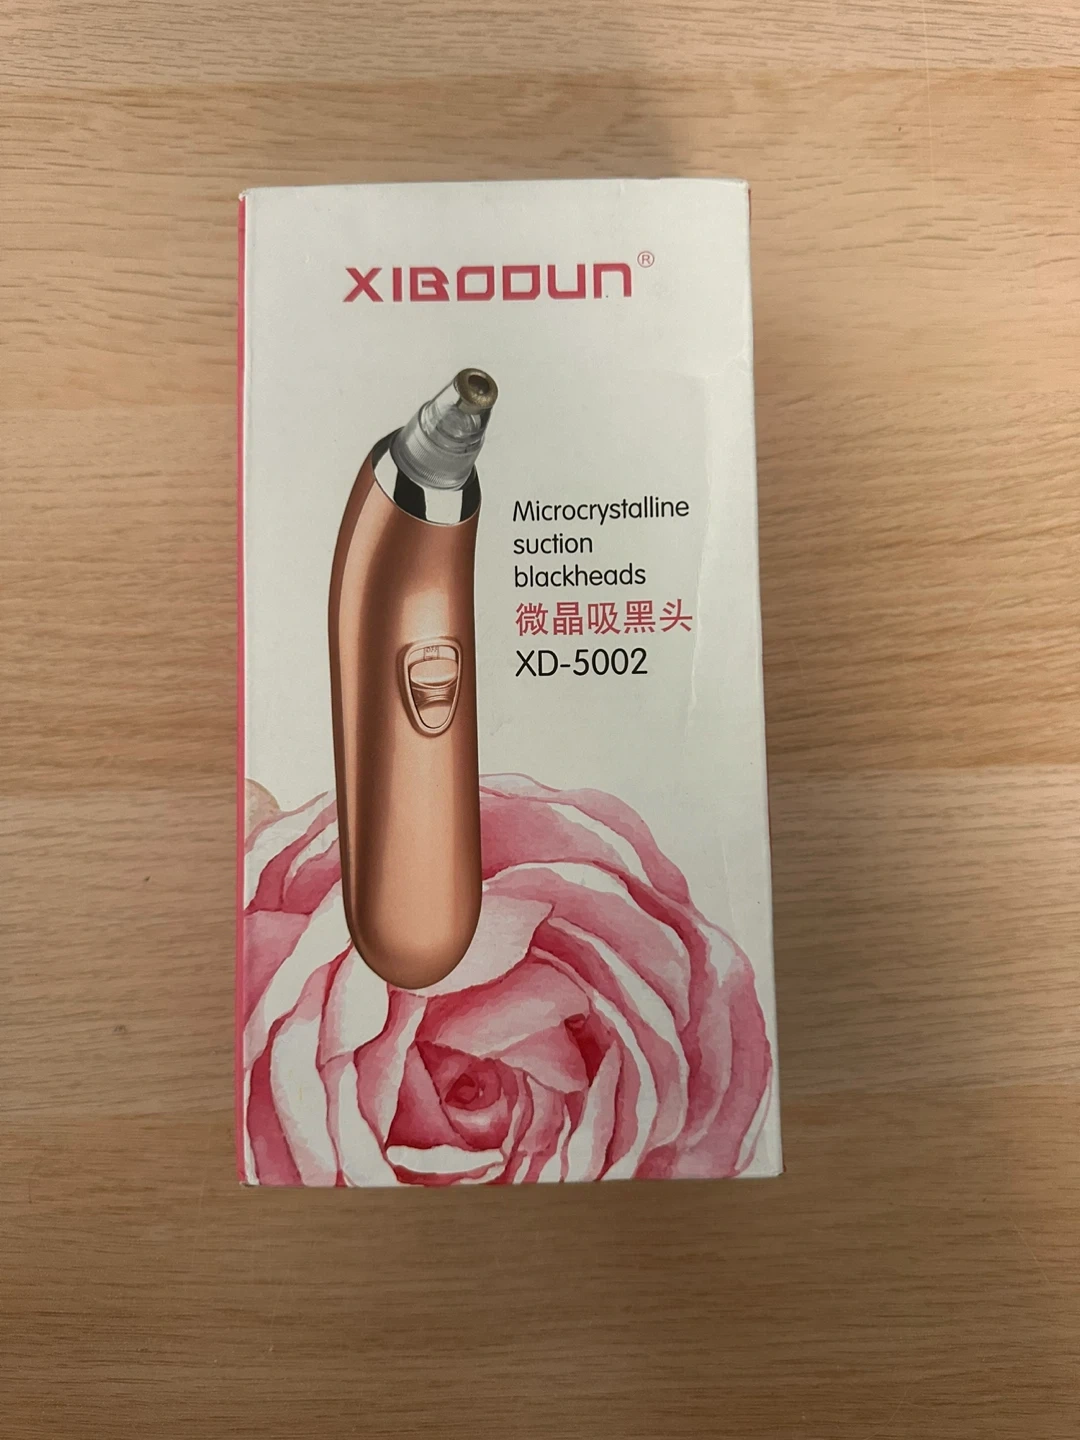 XIBODUN®
Microcrystalline
suction
blackheads
微晶吸黑头
XD-5002